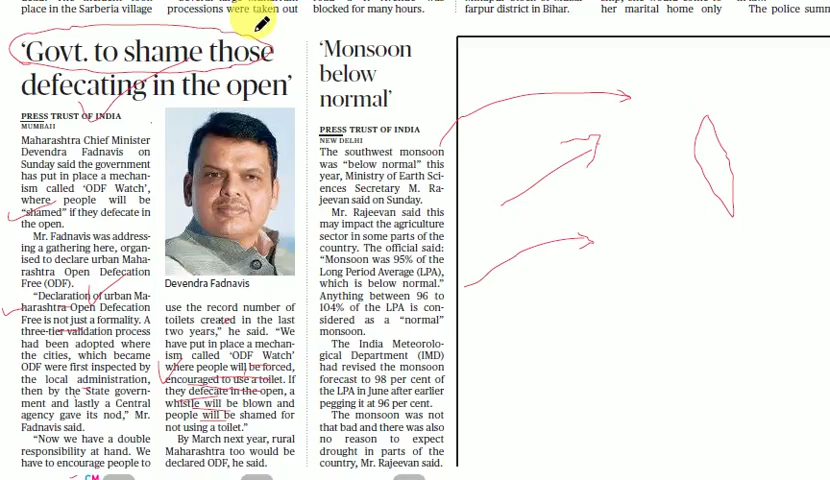 place in the Sarberia village
processions were taken out
blocked for many hours.
farpur district in Bihar.
her marital home only
The police summ
‘Govt. to shame those
defecating in the open’
PRESS TRUST OF INDIA
MUMBAI
Maharashtra Chief Minister
Devendra Fadnavis on
Sunday said the government
has put in place a mechan-
ism called ‘ODF Watch’,
where people will be
“shamed” if they defecate in
the open.
Mr. Fadnavis was address-
ing a gathering here, organ-
ised to declare urban Maha-
rashtra Open Defecation
Free (ODF).
“Declaration of urban Ma-
harashtra Open Defecation
Free is not just a formality. A
three-tier validation process
had been adopted where
the cities, which became
ODF were first inspected by
the local administration,
then by the State govern-
ment and lastly a Central
agency gave its nod,” Mr.
Fadnavis said.
“Now we have a double
responsibility at hand. We
have to encourage people to
Devendra Fadnavis
use the record number of
toilets created in the last
two years,” he said. “We
have put in place a mechan-
ism called ‘ODF Watch’
where people will be forced,
encouraged to use a toilet. If
they defecate in the open, a
whistle will be blown and
people will be shamed for
not using a toilet.”
By March next year, rural
Maharashtra too would be
declared ODF, he said.
‘Monsoon
below
normal’
PRESS TRUST OF INDIA
NEW DELHI
The southwest monsoon
was “below normal” this
year, Ministry of Earth Sci-
ences Secretary M. Ra-
jeevan said on Sunday.
Mr. Rajeevan said this
may impact the agriculture
sector in some parts of the
country. The official said:
“Monsoon was 95% of the
Long Period Average (LPA),
which is below normal.”
Anything between 96 to
104% of the LPA is con-
sidered as a “normal”
monsoon.
The India Meteorolo-
gical Department (IMD)
had revised the monsoon
forecast to 98 per cent of
the LPA in June after earlier
pegging it at 96 per cent.
The monsoon was not
that bad and there was also
no reason to expect
drought in parts of the
country, Mr. Rajeevan said.
CM